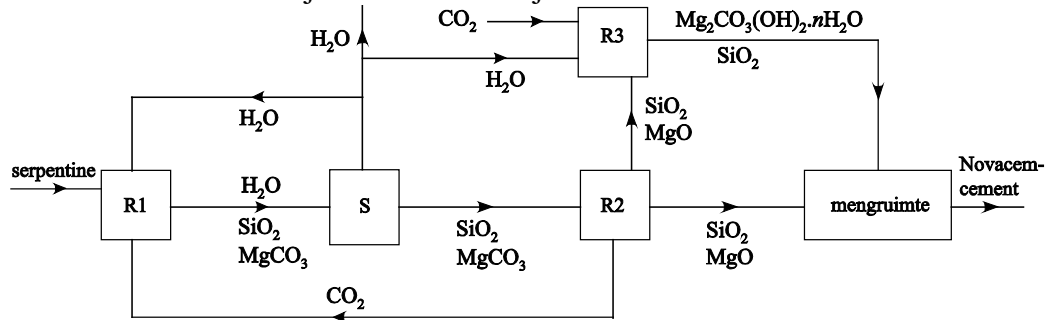 CO₂
R3
Mg₂CO₃(OH)₂.nH₂O
SiO₂
H₂O
H₂O
H₂O
SiO₂
MgO
serpentine
R1
H₂O
SiO₂
MgCO₃
S
SiO₂
MgCO₃
R2
SiO₂
MgO
mengruimte
Novacem-
cement
CO₂